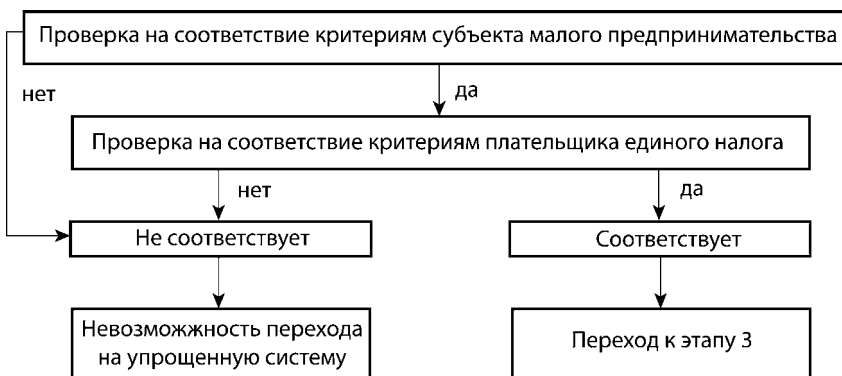 Проверка на соответствие критериям субъекта малого предпринимательства
нет
да
Проверка на соответствие критериям плательщика единого налога
нет
да
Не соответствует
Соответствует
Невозможжность перехода
на упрощенную систему
Переход к этапу 3